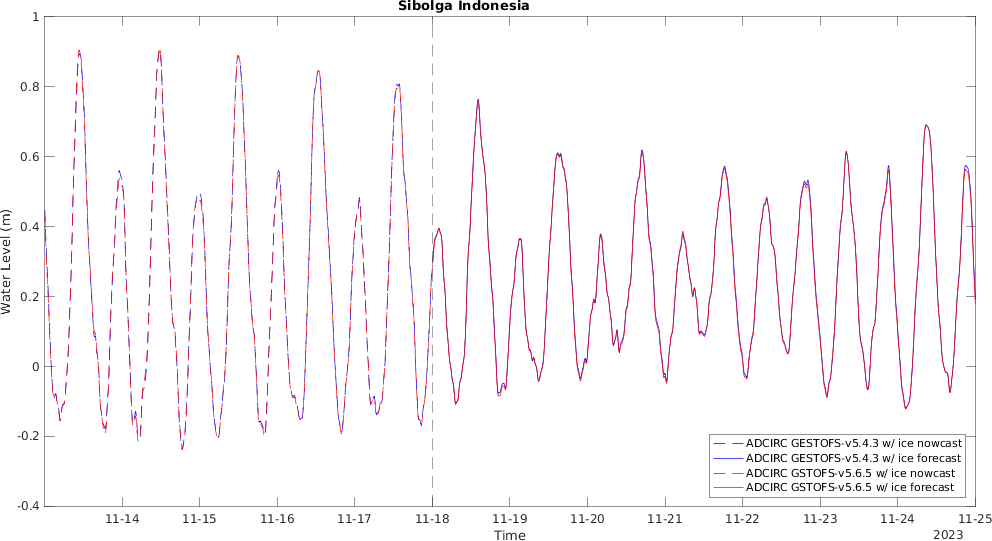 Sibolga Indonesia
1
0.8
0.6
0.4
0.2
0
-0.2
-0.4
Water Level (m)
11-14 11-15 11-16 11-17 11-18 11-19 11-20 11-21 11-22 11-23 11-24 11-25
Time
2023
ADCIRC GESTOFS-v5.4.3 w/ ice nowcast
ADCIRC GESTOFS-v5.4.3 w/ ice forecast
ADCIRC GSTOFS-v5.6.5 w/ ice nowcast
ADCIRC GSTOFS-v5.6.5 w/ ice forecast